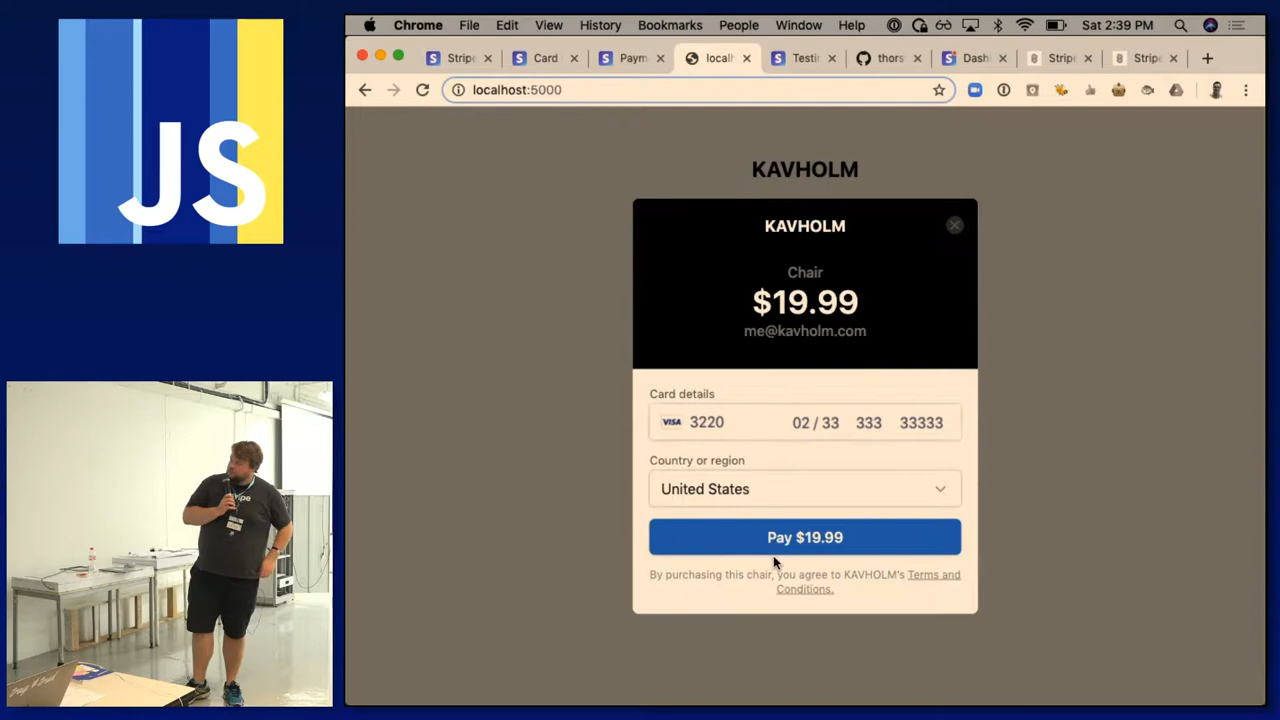 JS
Chrome File Edit View History Bookmarks People Window Help Sat 2:39 PM
Stripe Card Paym localh Testin thors Dashl Stripe Stripe
localhost:5000
KAVHOLM
KAVHOLM
Chair
$19.99
me@kavholm.com
Card details
VISA 3220 02 / 33 333 33333
Country or region
United States
Pay $19.99
By purchasing this chair, you agree to KAVHOLM's Terms and
Conditions.